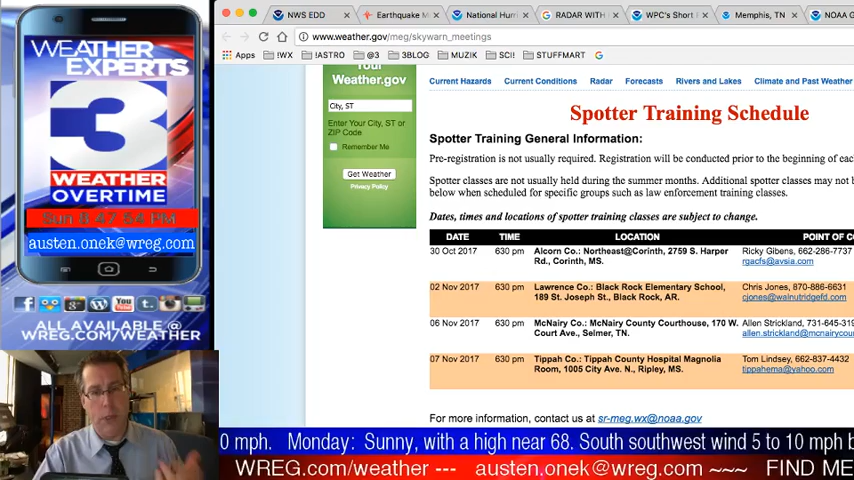 WEATHER
EXPERTS
3
WEATHER
OVERTIME
Sun 8:47:54 PM
austen.onek@wreg.com
ALL AVAILABLE @
WREG.com/WEATHER
NWS EDD
Earthquake M
National Hurri
RADAR WITH
WPC's Short
Memphis, TN
NOAA
www.weather.gov/meg/skywarn_meetings
Apps
!WX
!ASTRO
@3
3BLOG
MUZIK
SCI!
STUFFMART
Your
Weather.gov
City, ST
Enter Your City, ST or
ZIP Code
Remember Me
Get Weather
Privacy Policy
Current Hazards
Current Conditions
Radar
Forecasts
Rivers and Lakes
Climate and Past Weather
Spotter Training Schedule
Spotter Training General Information:
Pre-registration is not usually required. Registration will be conducted prior to the beginning of eac
Spotter classes are not usually held during the summer months. Additional spotter classes may not b
below when scheduled for specific groups such as law enforcement training classes.
Dates, times and locations of spotter training classes are subject to change.
DATE TIME LOCATION POINT OF CO
30 Oct 2017 630 pm Alcorn Co.: Northeast@Corinth, 2759 S. Harper Ricky Gibens, 662-286-7737
Rd., Corinth, MS. rgacfs@avsia.com
02 Nov 2017 630 pm Lawrence Co.: Black Rock Elementary School, Chris Jones, 870-886-6631
189 St. Joseph St., Black Rock, AR. cjones@walnutridgefd.com
06 Nov 2017 630 pm McNairy Co.: McNairy County Courthouse, 170 W. Allen Strickland, 731-645-319
Court Ave., Selmer, TN. allen.strickland@mcnairycou
07 Nov 2017 630 pm Tippah Co.: Tippah County Hospital Magnolia Tom Lindsey, 662-837-4432
Room, 1005 City Ave. N., Ripley, MS. tippahema@yahoo.com
For more information, contact us at sr-meg.wx@noaa.gov
0 mph. Monday: Sunny, with a high near 68. South southwest wind 5 to 10 mph b
WREG.com/weather --- austen.onek@wreg.com ~~~ FIND ME